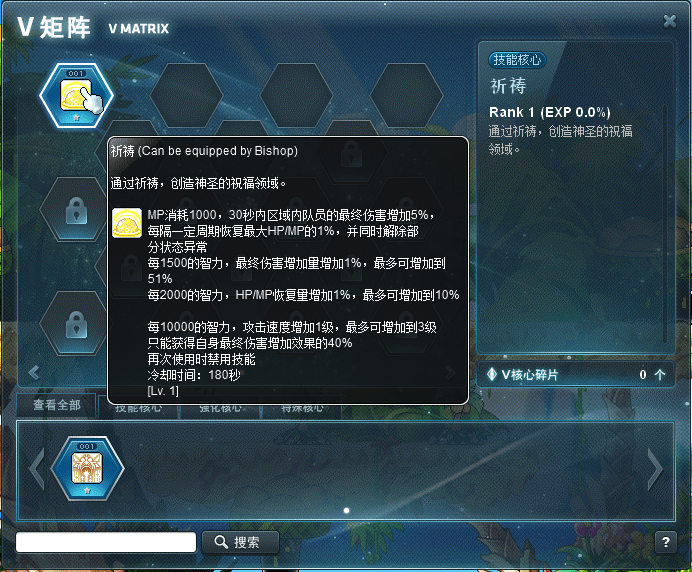 V 矩阵 V MATRIX
001
技能核心
祈祷
Rank 1 (EXP 0.0%)
通过祈祷，创造神圣的祝福
领域。
祈祷 (Can be equipped by Bishop)
通过祈祷，创造神圣的祝福领域。
MP消耗1000，30秒内区域内队员的最终伤害增加5%，
每隔一定周期恢复最大HP/MP的1%，并同时解除部
分状态异常
每1500的智力，最终伤害增加量增加1%，最多可增加到
51%
每2000的智力，HP/MP恢复量增加1%，最多可增加到10%
每10000的智力，攻击速度增加1级，最多可增加到3级
只能获得自身最终伤害增加效果的40%
再次使用时禁用技能
冷却时间：180秒
[Lv. 1]
V核心碎片 0 个
查看全部 技能核心 强化核心 特殊核心
001
搜索
?